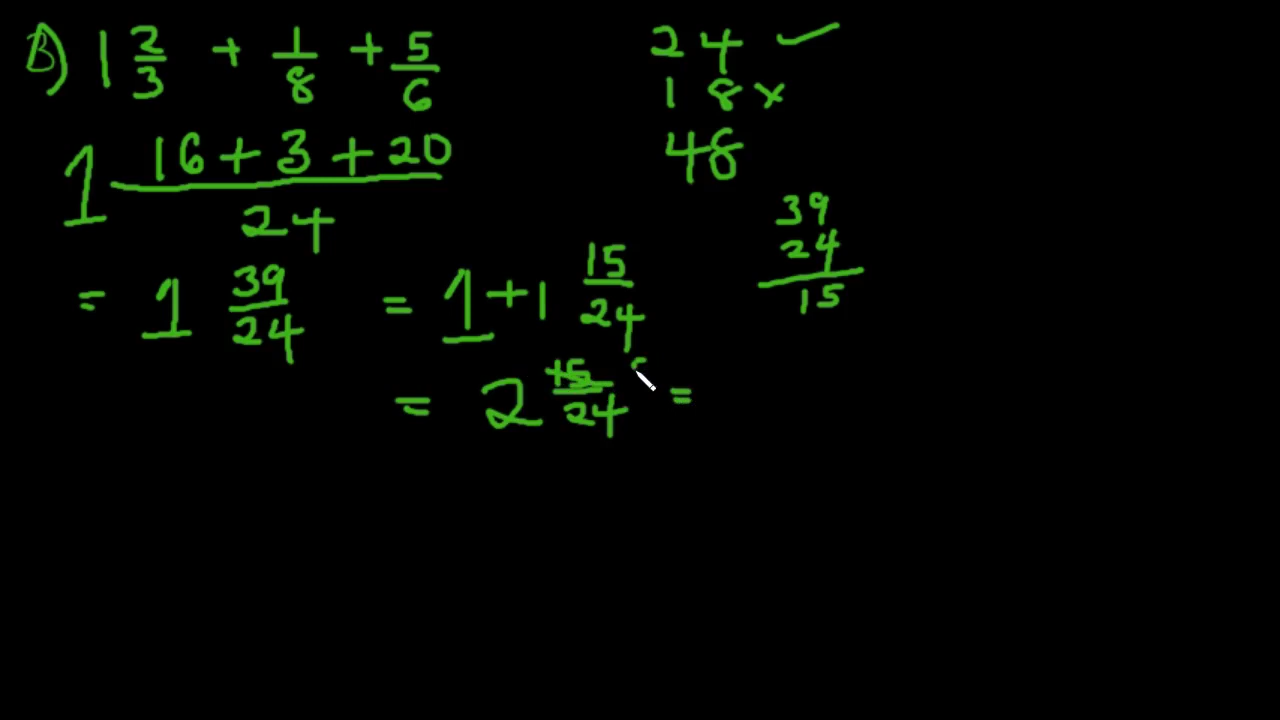 B) 1 2/3 + 1/8 + 5/6
24 ✓
18 x
48
1 (16 + 3 + 20)/24
39
24
15
= 1 39/24 = 1 + 1 15/24
= 2 15/24 =